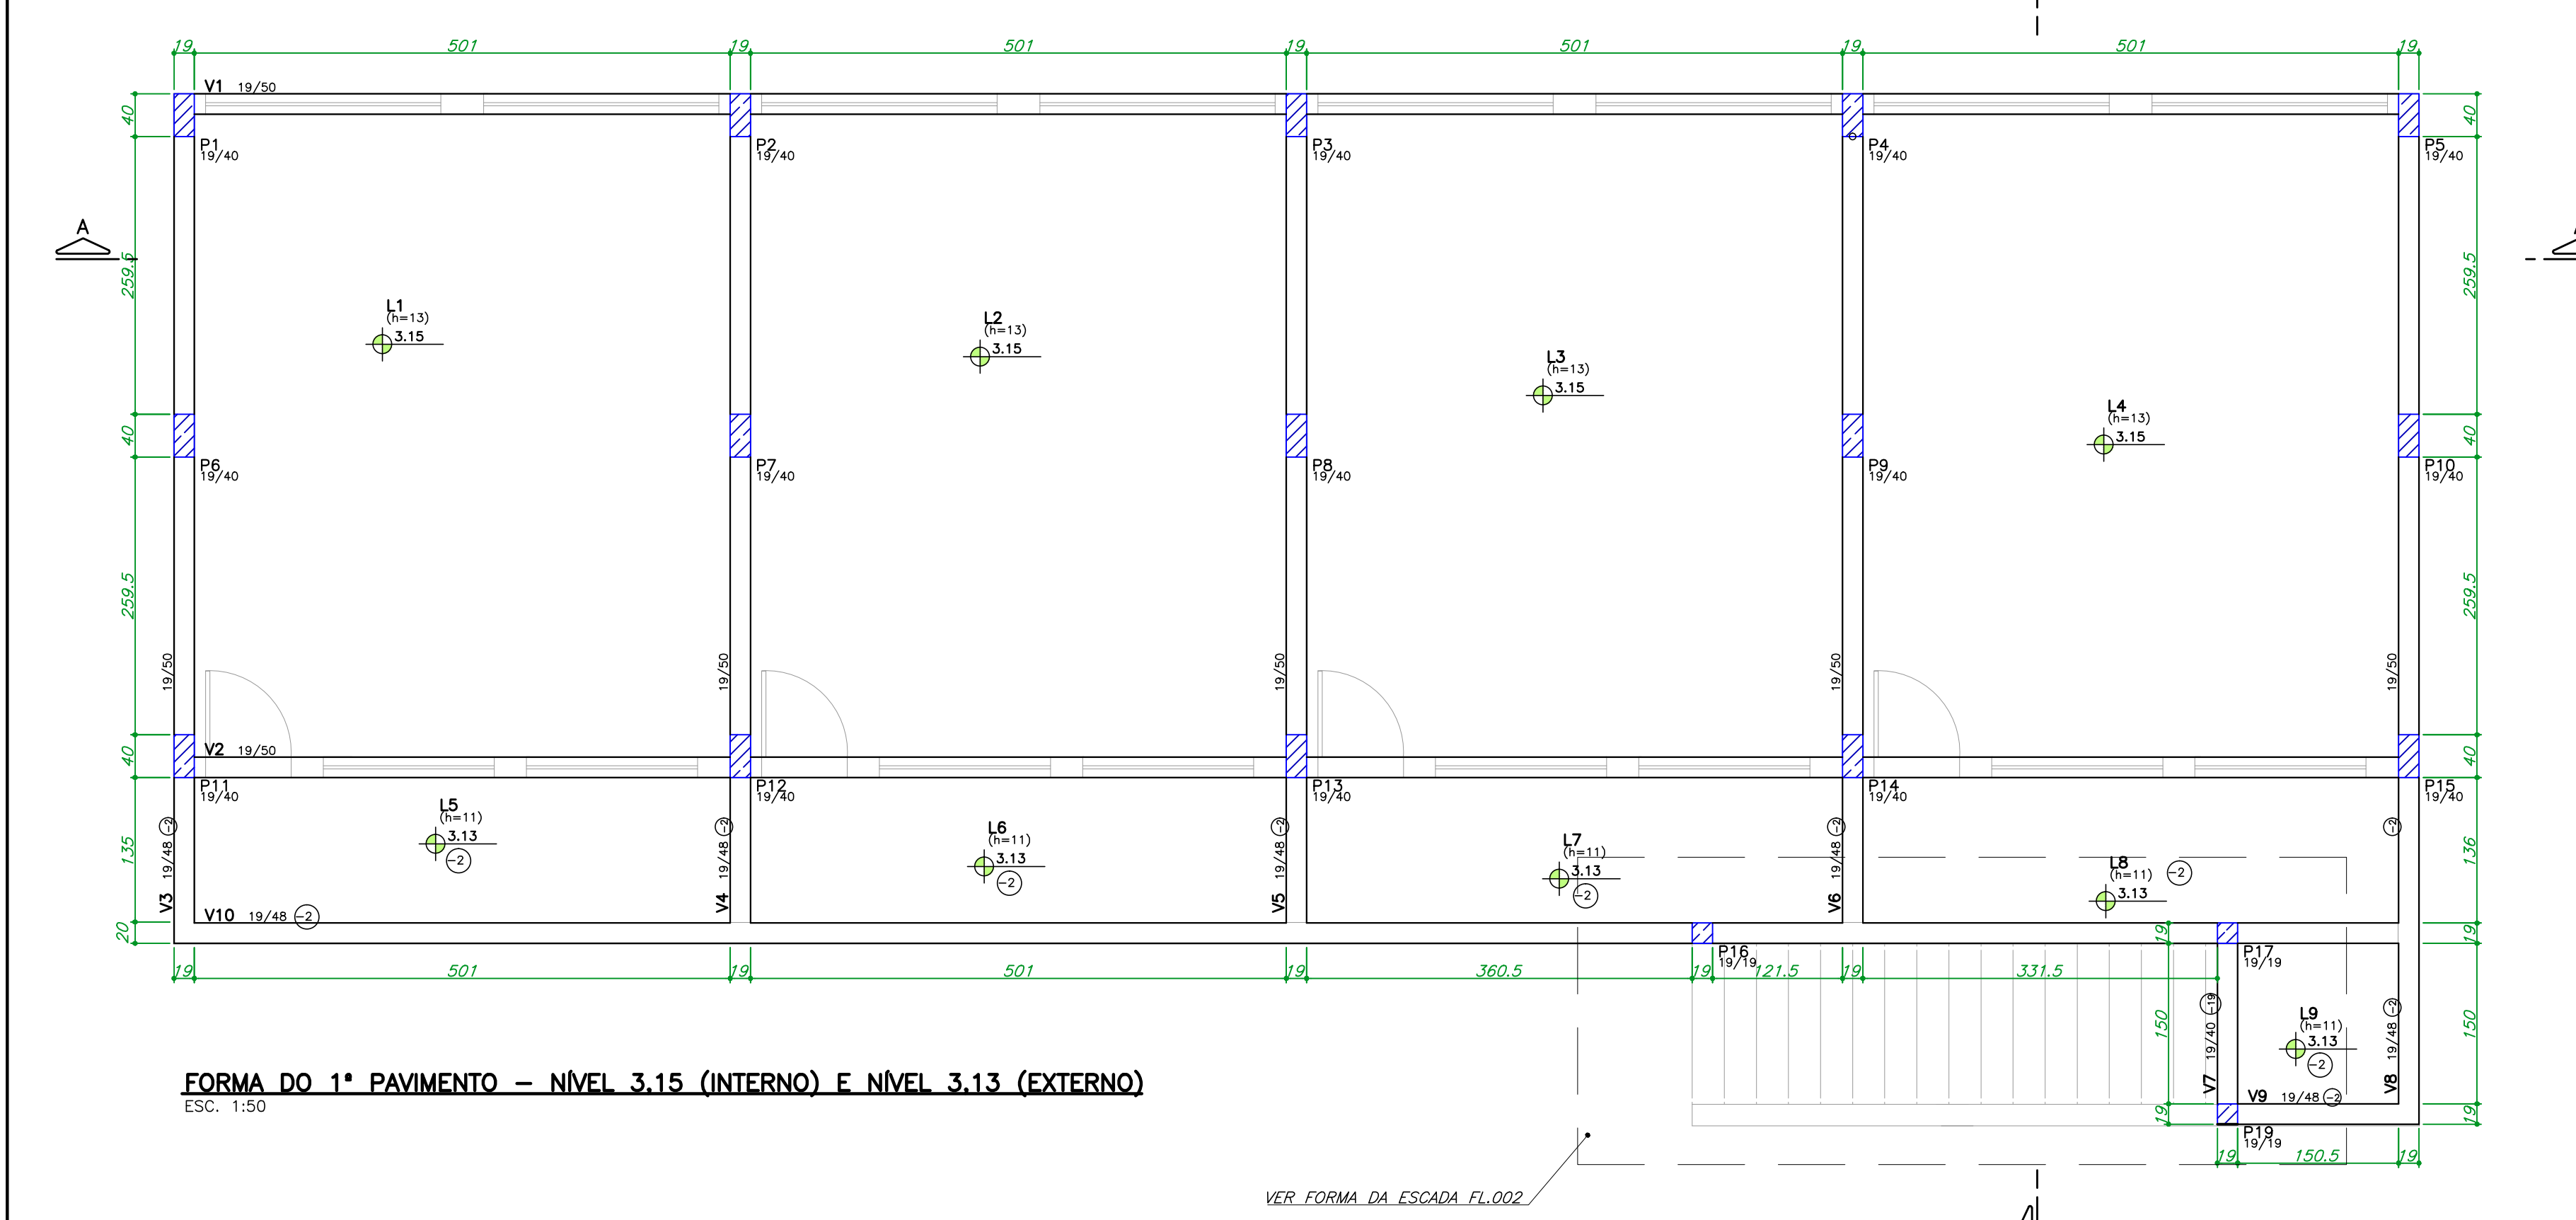 19 501 19 501 19 501 19 501 19
V1 19/50
40 40
P1 P2 P3 P4 P5
19/40 19/40 19/40 19/40 19/40
A
259.5 259.5
L1
(h=13)
3.15
L2
(h=13)
3.15
L3
(h=13)
3.15
L4
(h=13)
3.15
40 40
P6 P7 P8 P9 P10
19/40 19/40 19/40 19/40 19/40
259.5 259.5
19/50 19/50 19/50 19/50 19/50
40 40
V2 19/50
P11 P12 P13 P14 P15
19/40 19/40 19/40 19/40 19/40
L5
(h=11)
3.13
-2
L6
(h=11)
3.13
-2
L7
(h=11)
3.13
-2
L8
(h=11) -2
3.13
135 136
V3 19/48 -2
V4 19/48 -2
V5 19/48 -2
V6 19/48 -2
-2
V10 19/48 -2
20 19 19
P16
19/19
P17
19/19
19 501 19 501 19 360.5 19 121.5 19 331.5
V7 19/40 -19
L9
(h=11)
3.13
-2
V8 19/48 -2
150 150
V9 19/48 -2
19 19
P19
19/19
19 150.5 19
FORMA DO 1ª PAVIMENTO – NÍVEL 3.15 (INTERNO) E NÍVEL 3.13 (EXTERNO)
ESC. 1:50
VER FORMA DA ESCADA FL.002